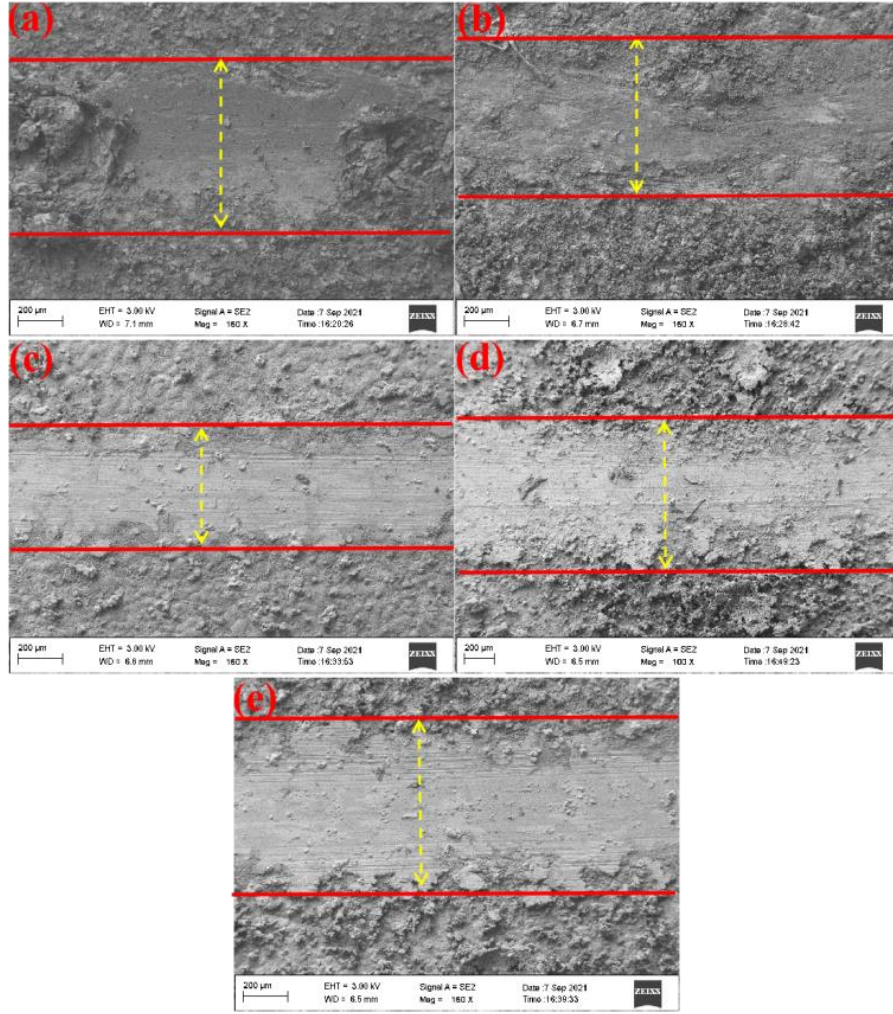 (a)
(b)
200 µm
EHT = 3.00 kV
Signal A = SE2
Date :7 Sep 2021
WD = 7.1 mm
Mag = 160 X
Time :16:20:26
ZEISS
200 µm
EHT = 3.00 kV
Signal A = SE2
Date :7 Sep 2021
WD = 6.7 mm
Mag = 160 X
Time :16:26:42
ZEISS
(c)
(d)
200 µm
EHT = 3.00 kV
Signal A = SE2
Date :7 Sep 2021
WD = 6.6 mm
Mag = 160 X
Time :16:33:53
ZEISS
200 µm
EHT = 3.00 kV
Signal A = SE2
Date :7 Sep 2021
WD = 6.5 mm
Mag = 100 X
Time :16:49:23
ZEISS
(e)
200 µm
EHT = 3.00 kV
Signal A = SE2
Date :7 Sep 2021
WD = 6.5 mm
Mag = 160 X
Time :16:39:33
ZEISS